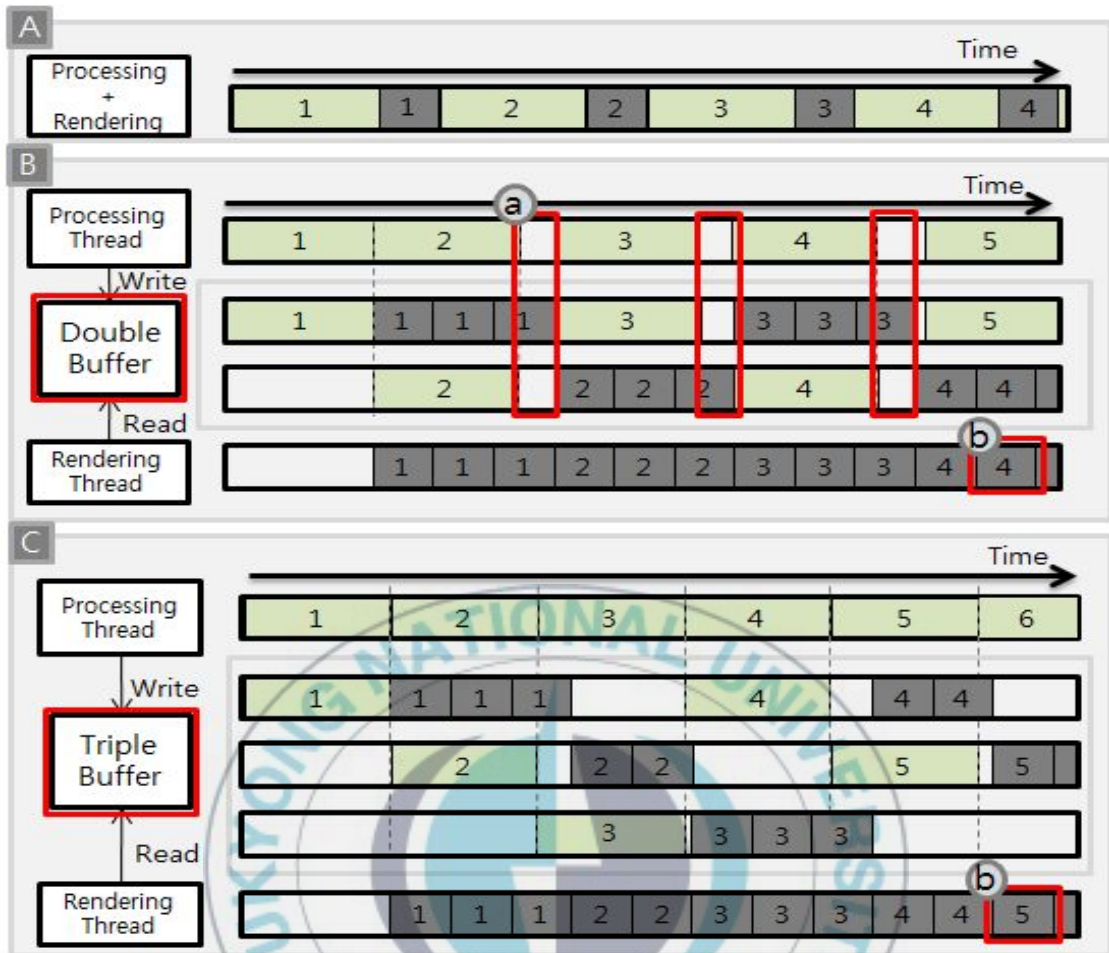 A
Time
Processing
+
Rendering
1 1 2 2 3 3 4 4
B
Time
a
Processing
Thread
1 2 3 4 5
Write
Double
Buffer
1 1 1 1 3 3 3 3 5
2 2 2 2 4 4 4
Read
b
Rendering
Thread
1 1 1 2 2 2 3 3 3 4 4
C
Time
Processing
Thread
1 2 3 4 5 6
Write
1 1 1 1 4 4 4
Triple
Buffer
2 2 2 5 5
3 3 3 3
Read
b
Rendering
Thread
1 1 1 2 2 3 3 3 4 4 5
UKYONG NATIONAL UNIVERSIT